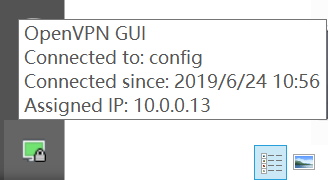 OpenVPN GUI
Connected to: config
Connected since: 2019/6/24 10:56
Assigned IP: 10.0.0.13